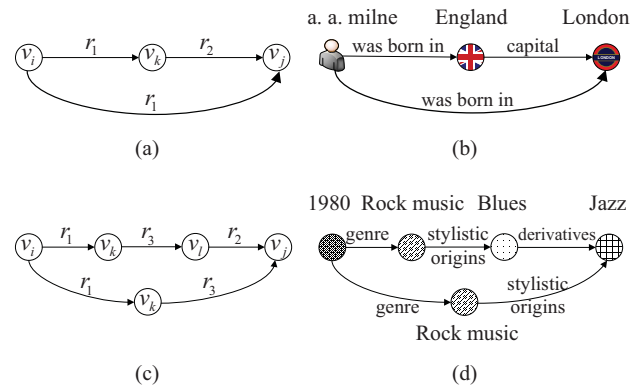 a. a. milne England London
v_i r_1 v_k r_2 v_j
was born in capital
LONDON
r_1
was born in
(a) (b)
1980 Rock music Blues Jazz
v_i r_1 v_k r_3 v_l r_2 v_j
genre stylistic origins derivatives
r_1 v_k r_3
genre stylistic origins
Rock music
(c) (d)